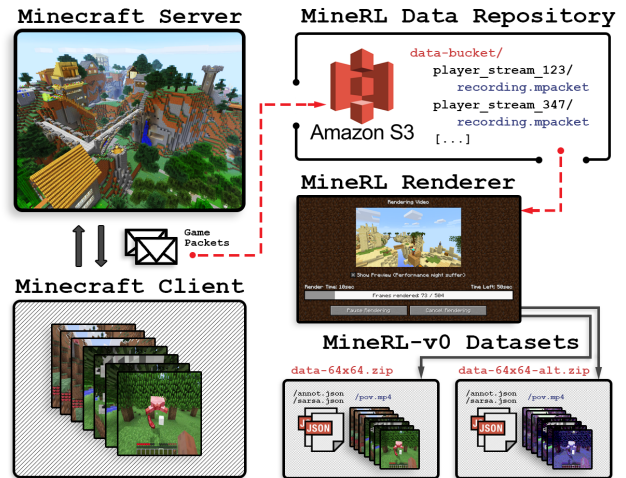 Minecraft Server
MineRL Data Repository
data-bucket/
player_stream_123/
recording.mpacket
player_stream_347/
recording.mpacket
[...]
Amazon S3
Game
Packets
MineRL Renderer
Rendering Video
Show Preview (Performance might suffer)
Render Time: 10sec
Time Left: 50sec
Frames rendered: 73 / 504
Pause Rendering
Cancel Rendering
Minecraft Client
MineRL-v0 Datasets
data-64x64.zip
/annot.json
/sarsa.json
/pov.mp4
JSON
data-64x64-alt.zip
/annot.json
/sarsa.json
/pov.mp4
JSON